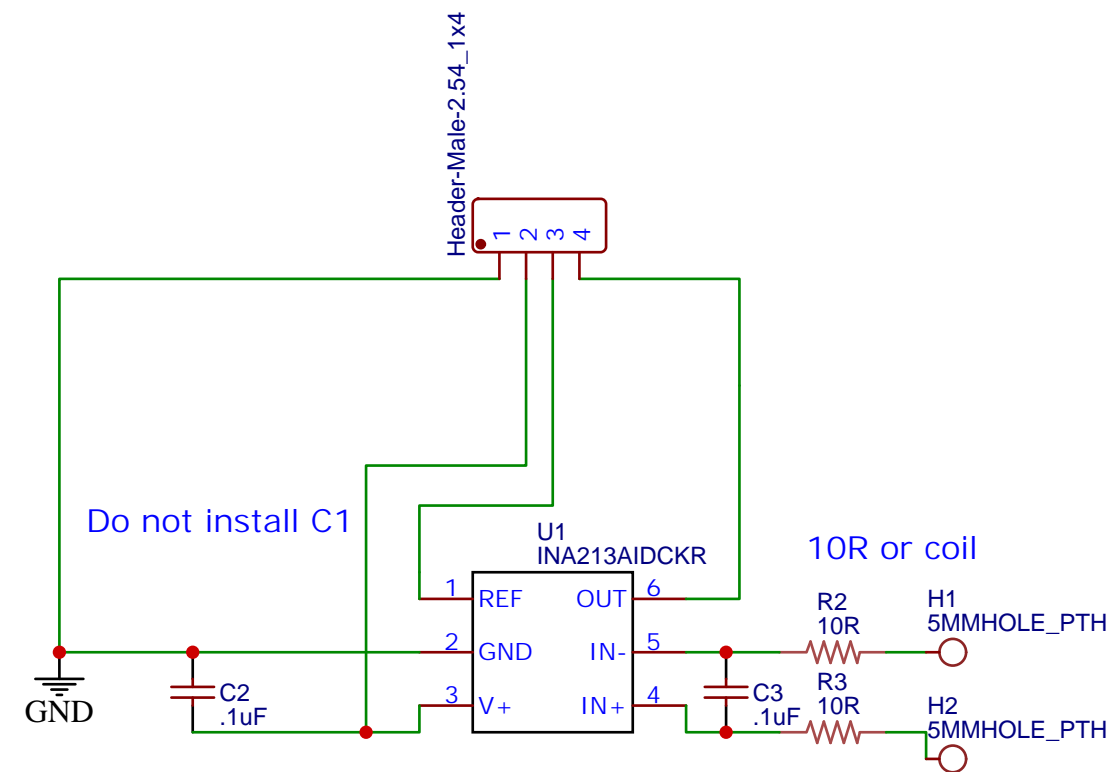 Header-Male-2.54_1x4
1 2 3 4
Do not install C1
U1
INA213AIDCKR
10R or coil
1 REF OUT 6
2 GND IN- 5
3 V+ IN+ 4
R2
10R
H1
5MMHOLE_PTH
GND
C2
.1uF
C3
.1uF
R3
10R
H2
5MMHOLE_PTH